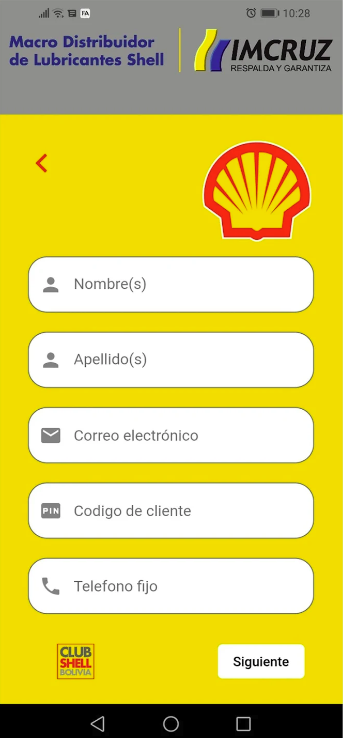 FA
10:28
Macro Distribuidor
de Lubricantes Shell
IMCRUZ
RESPALDA Y GARANTIZA
Nombre(s)
Apellido(s)
Correo electrónico
PIN
Codigo de cliente
Telefono fijo
CLUB
SHELL
BOLIVIA
Siguiente